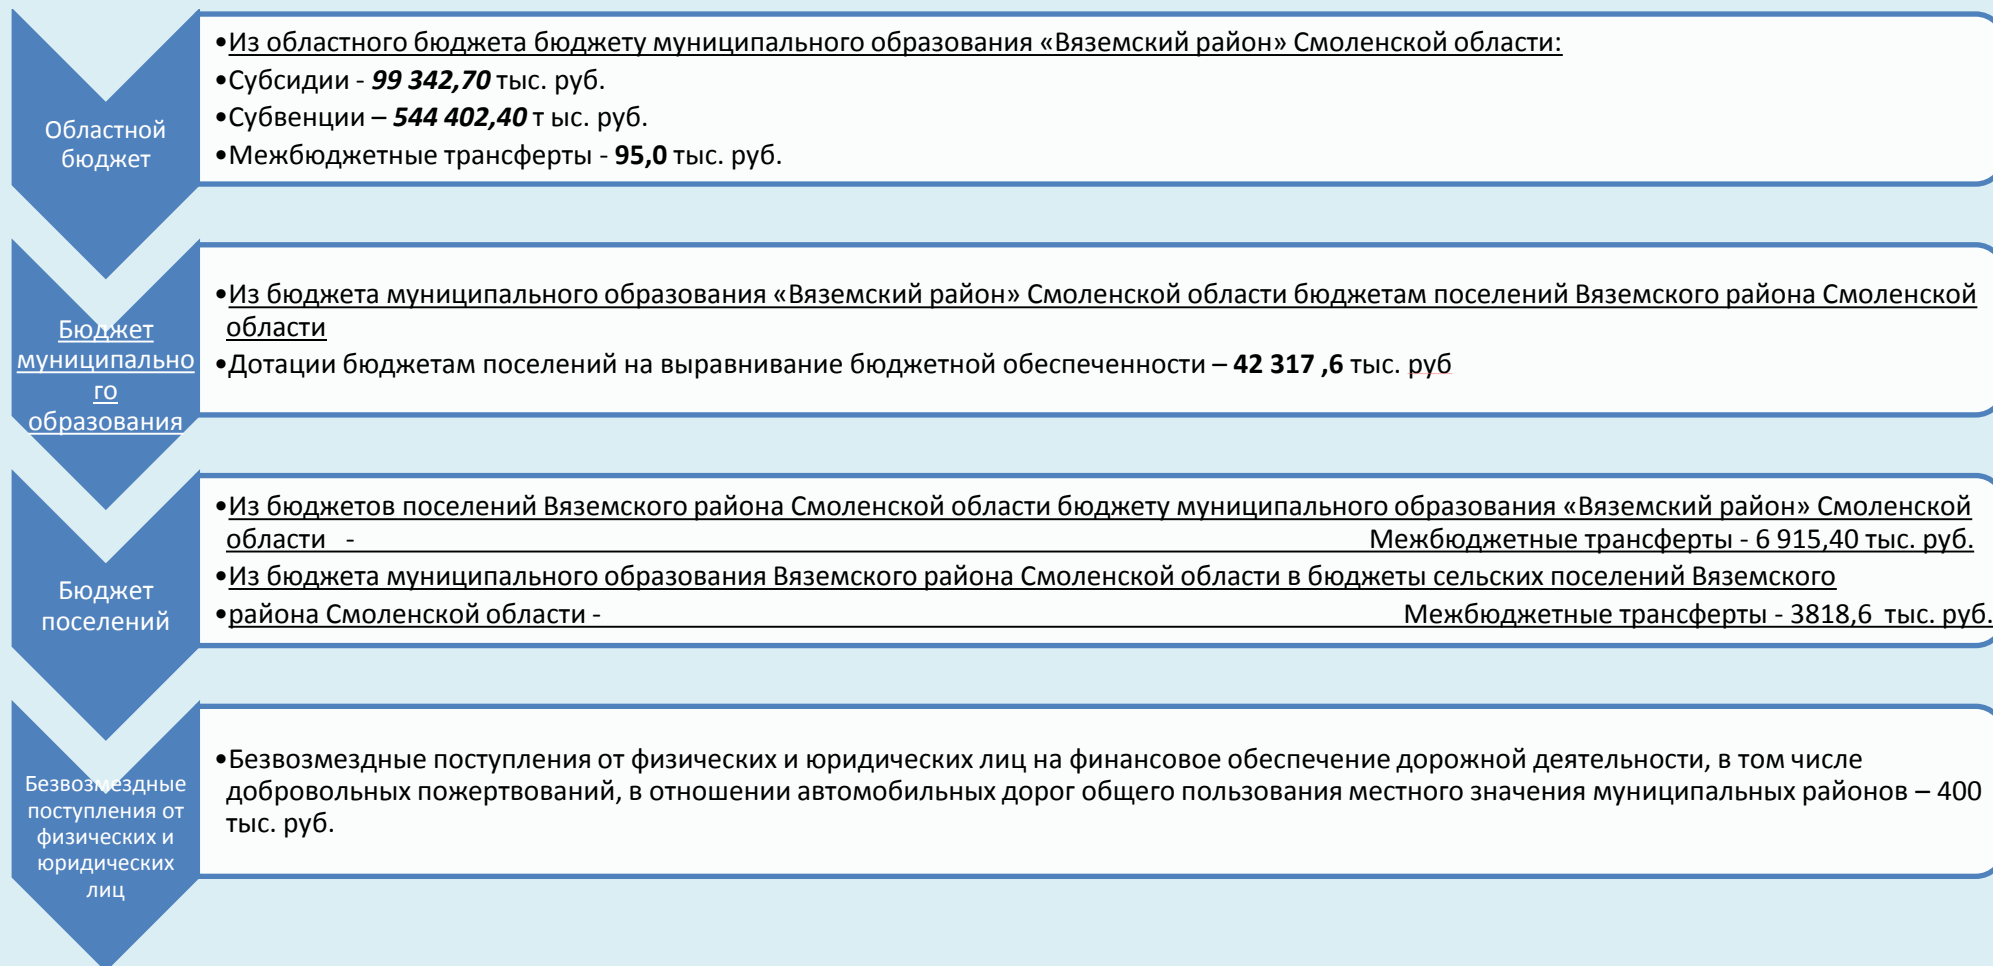 Областной
бюджет
•Из областного бюджета бюджету муниципального образования «Вяземский район» Смоленской области:
•Субсидии - 99 342,70 тыс. руб.
•Субвенции – 544 402,40 т ыс. руб.
•Межбюджетные трансферты - 95,0 тыс. руб.
Бюджет
муниципально
го
образования
•Из бюджета муниципального образования «Вяземский район» Смоленской области бюджетам поселений Вяземского района Смоленской
области
•Дотации бюджетам поселений на выравнивание бюджетной обеспеченности – 42 317 ,6 тыс. руб
Бюджет
поселений
•Из бюджетов поселений Вяземского района Смоленской области бюджету муниципального образования «Вяземский район» Смоленской
области - Межбюджетные трансферты - 6 915,40 тыс. руб.
•Из бюджета муниципального образования Вяземского района Смоленской области в бюджеты сельских поселений Вяземского
•района Смоленской области - Межбюджетные трансферты - 3818,6 тыс. руб.
Безвозмездные
поступления от
физических и
юридических
лиц
•Безвозмездные поступления от физических и юридических лиц на финансовое обеспечение дорожной деятельности, в том числе
добровольных пожертвований, в отношении автомобильных дорог общего пользования местного значения муниципальных районов – 400
тыс. руб.